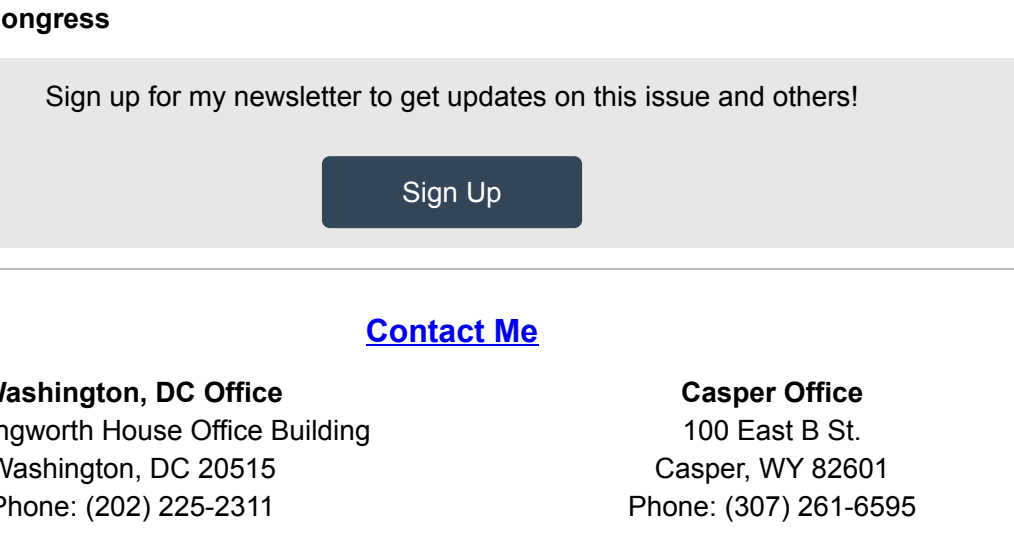 ongress
Sign up for my newsletter to get updates on this issue and others!
Sign Up
Contact Me
Washington, DC Office
ngworth House Office Building
Washington, DC 20515
Phone: (202) 225-2311
Casper Office
100 East B St.
Casper, WY 82601
Phone: (307) 261-6595